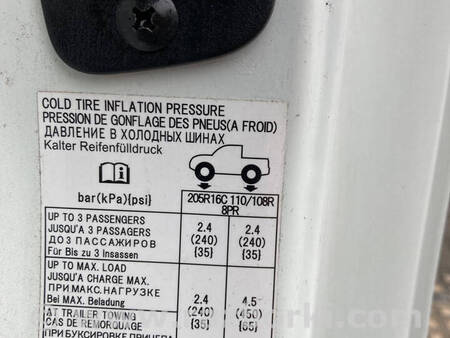 COLD TIRE INFLATION PRESSURE
PRESSION DE GONFLAGE DES PNEUS(A FROID)
ДАВЛЕНИЕ В ХОЛОДНЫХ ШИНАХ
Kalter Reifenfülldruck
bar(kPa){psi} 205R16C 110/108R 8PR
UP TO 3 PASSENGERS
JUSQU'A 3 PASSAGERS
ДО 3 ПАССАЖИРОВ
Für Bis zu 3 Insassen
2.4 2.4
(240) (240)
{35} {35}
UP TO MAX. LOAD
JUSQU'A CHARGE MAX.
ПРИ МАКС. НАГРУЗКЕ
Bei MAX. Beladung
AT TRAILER TOWING
CAS DE REMORQUAGE
ПРИ БУКСИРОВКЕ ПРИЦЕПА
2.4 4.5
(240) (450)
{35} {65}